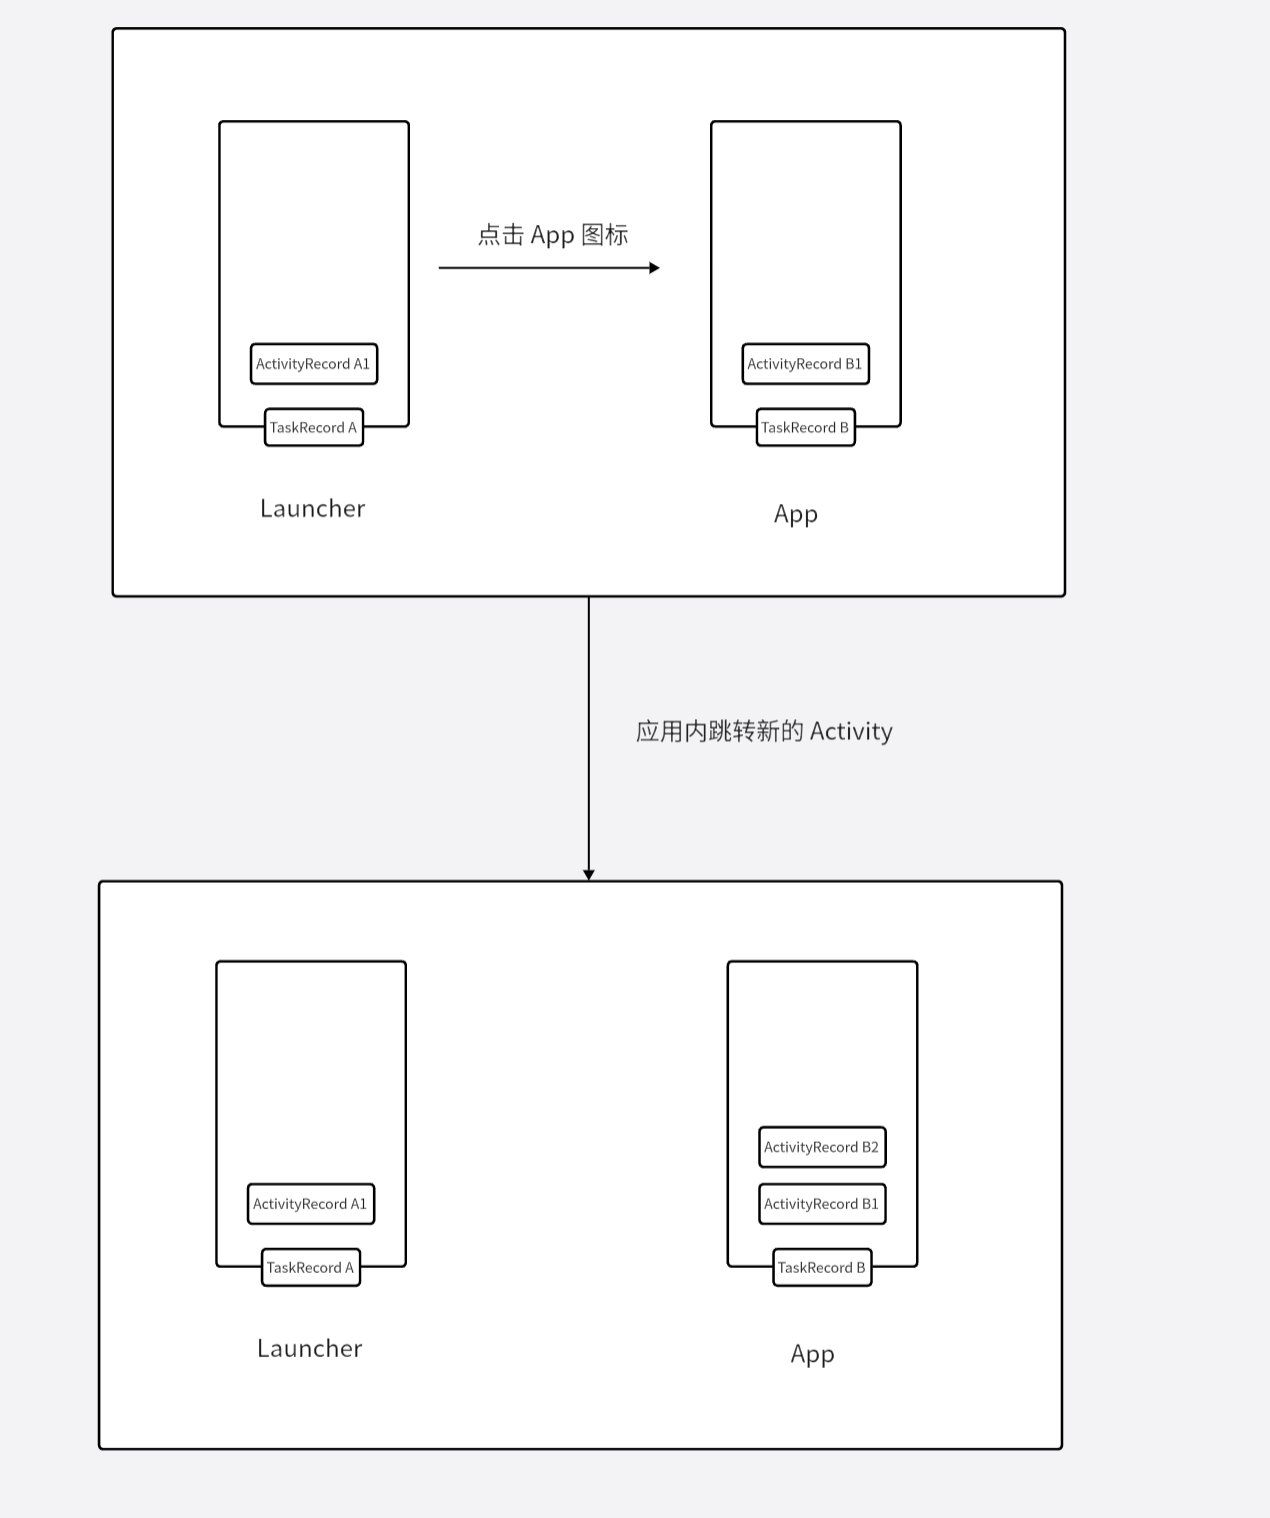 点击 App 图标
ActivityRecord A1
ActivityRecord B1
TaskRecord A
TaskRecord B
Launcher
App
应用内跳转新的 Activity
ActivityRecord B2
ActivityRecord A1
ActivityRecord B1
TaskRecord A
TaskRecord B
Launcher
App